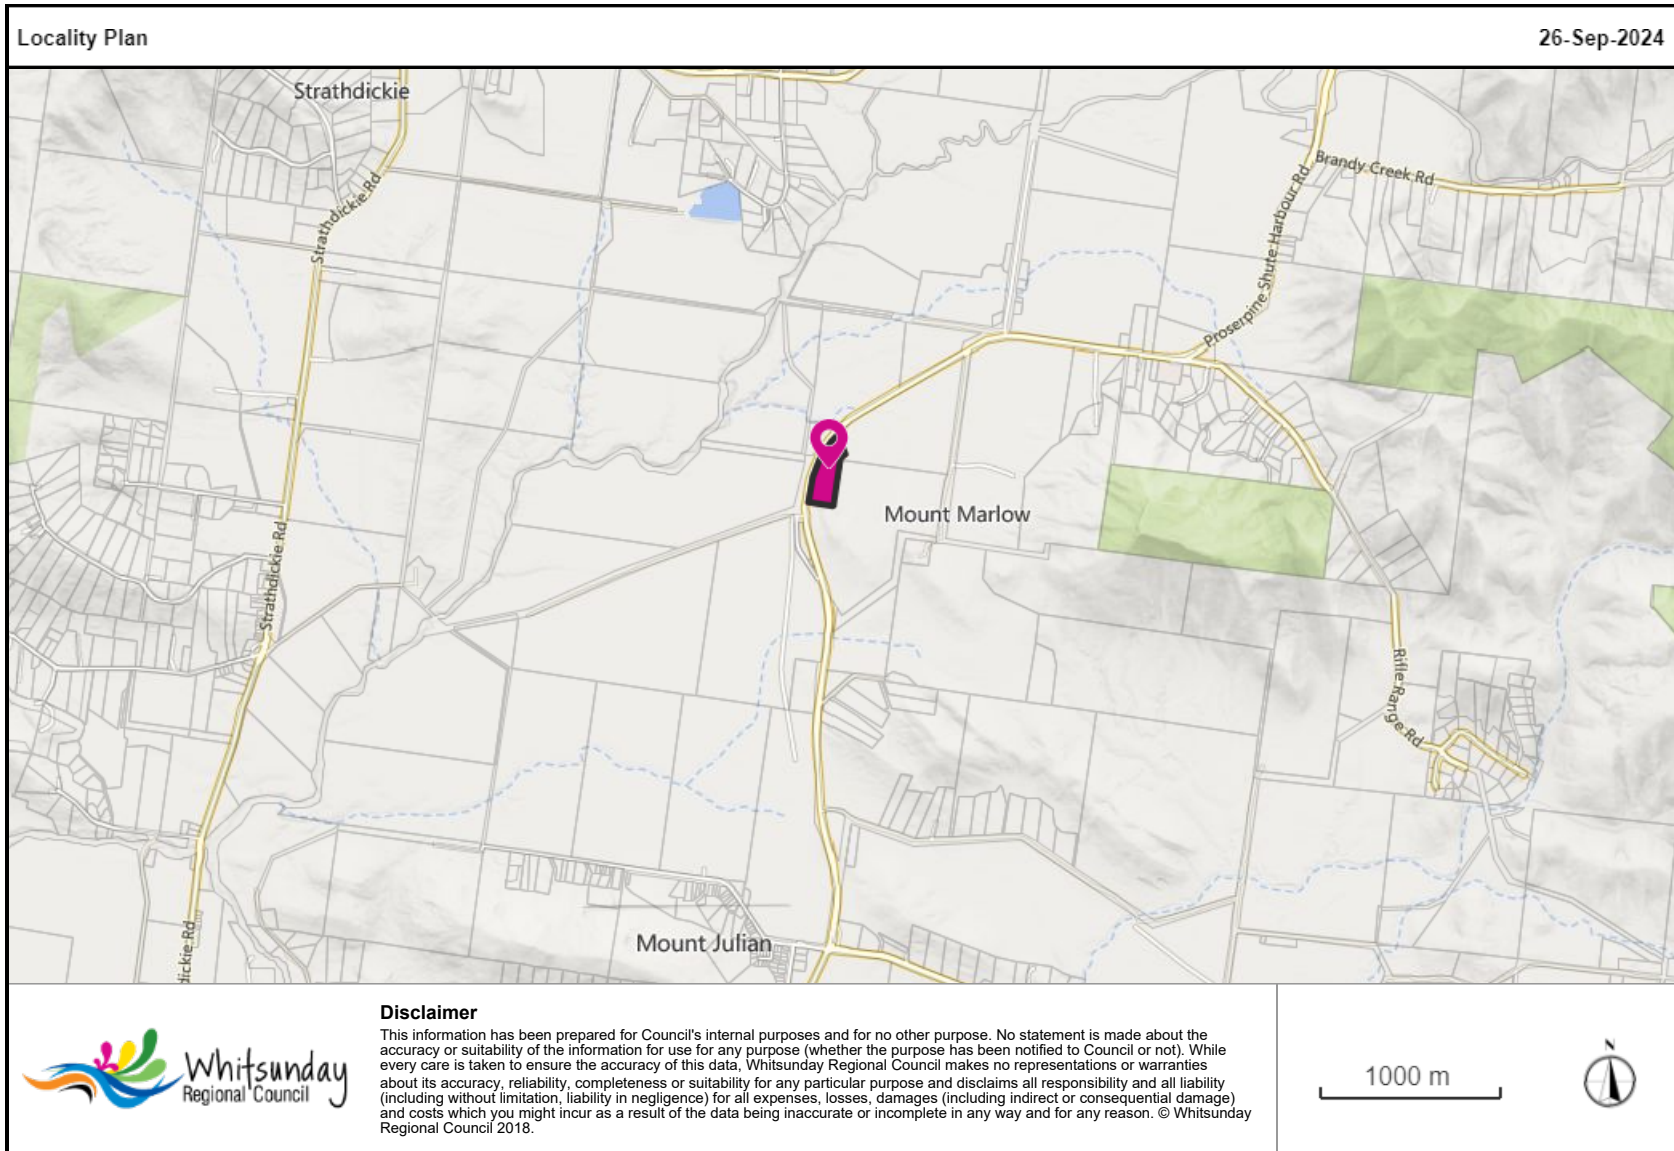 Locality Plan
26-Sep-2024
Strathdickie
Strathdickie Rd
Brandy Creek Rd
Proserpine Shute Harbour Rd
Mount Marlow
Strathdickie Rd
Rifle Range Rd
Mount Julian
dickie Rd
Disclaimer
This information has been prepared for Council's internal purposes and for no other purpose. No statement is made about the
accuracy or suitability of the information for use for any purpose (whether the purpose has been notified to Council or not). While
every care is taken to ensure the accuracy of this data, Whitsunday Regional Council makes no representations or warranties
about its accuracy, reliability, completeness or suitability for any particular purpose and disclaims all responsibility and all liability
(including without limitation, liability in negligence) for all expenses, losses, damages (including indirect or consequential damage)
and costs which you might incur as a result of the data being inaccurate or incomplete in any way and for any reason. © Whitsunday
Regional Council 2018.
Whitsunday
Regional Council
1000 m
N